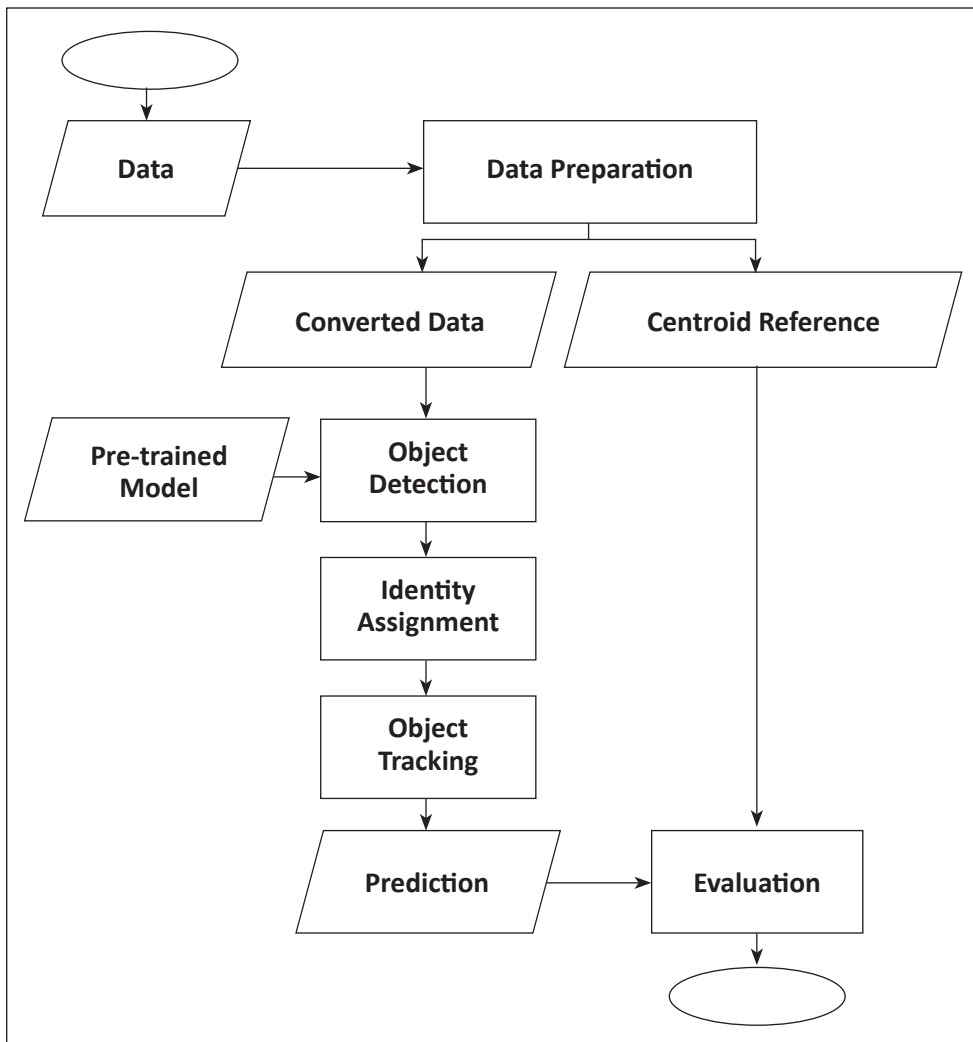 Data
Data Preparation
Converted Data
Centroid Reference
Pre-trained
Model
Object
Detection
Identity
Assignment
Object
Tracking
Prediction
Evaluation